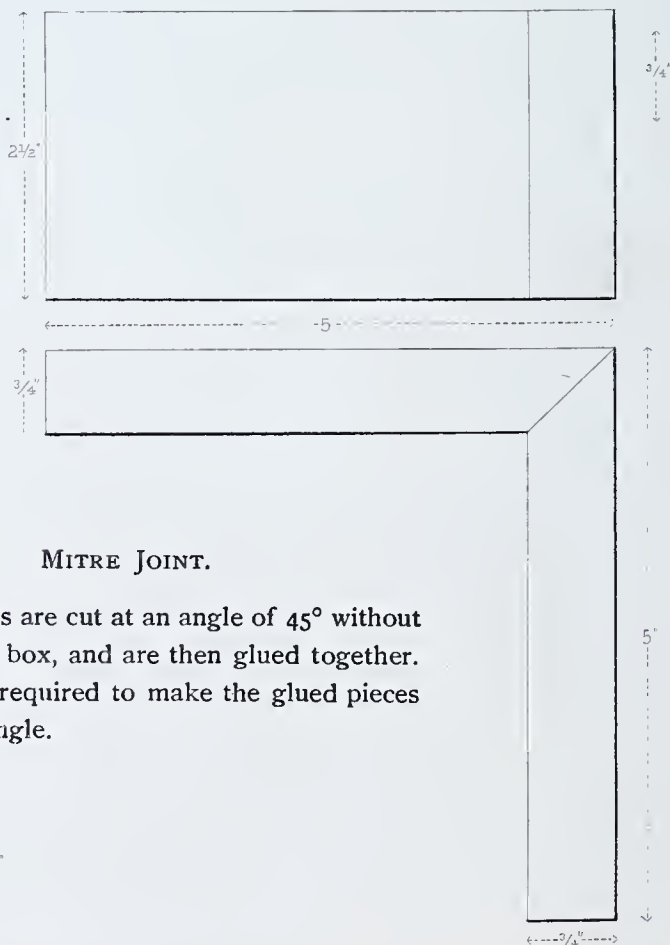 2½"
3/4"
-5-
3/4"
MITRE JOINT.
s are cut at an angle of 45° without
box, and are then glued together.
required to make the glued pieces
ngle.
5"
3/4"